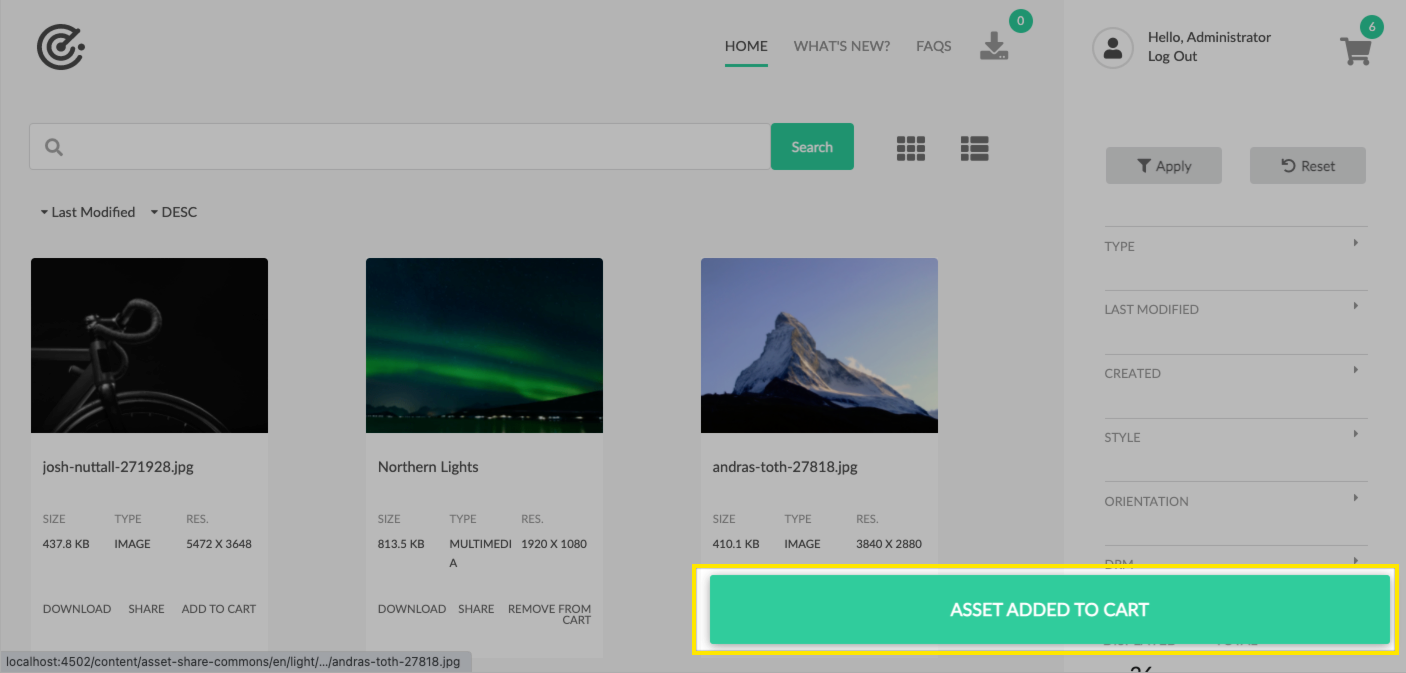 HOME WHAT'S NEW? FAQS 0
Hello, Administrator
Log Out
6
Search
Apply Reset
Last Modified DESC
TYPE
LAST MODIFIED
CREATED
STYLE
ORIENTATION
josh-nuttall-271928.jpg
SIZE TYPE RES.
437.8 KB IMAGE 5472 X 3648
DOWNLOAD SHARE ADD TO CART
Northern Lights
SIZE TYPE RES.
813.5 KB MULTIMEDI 1920 X 1080
A
DOWNLOAD SHARE REMOVE FROM
CART
andras-toth-27818.jpg
SIZE TYPE RES.
410.1 KB IMAGE 3840 X 2880
ASSET ADDED TO CART
localhost:4502/content/asset-share-commons/en/light/.../andras-toth-27818.jpg